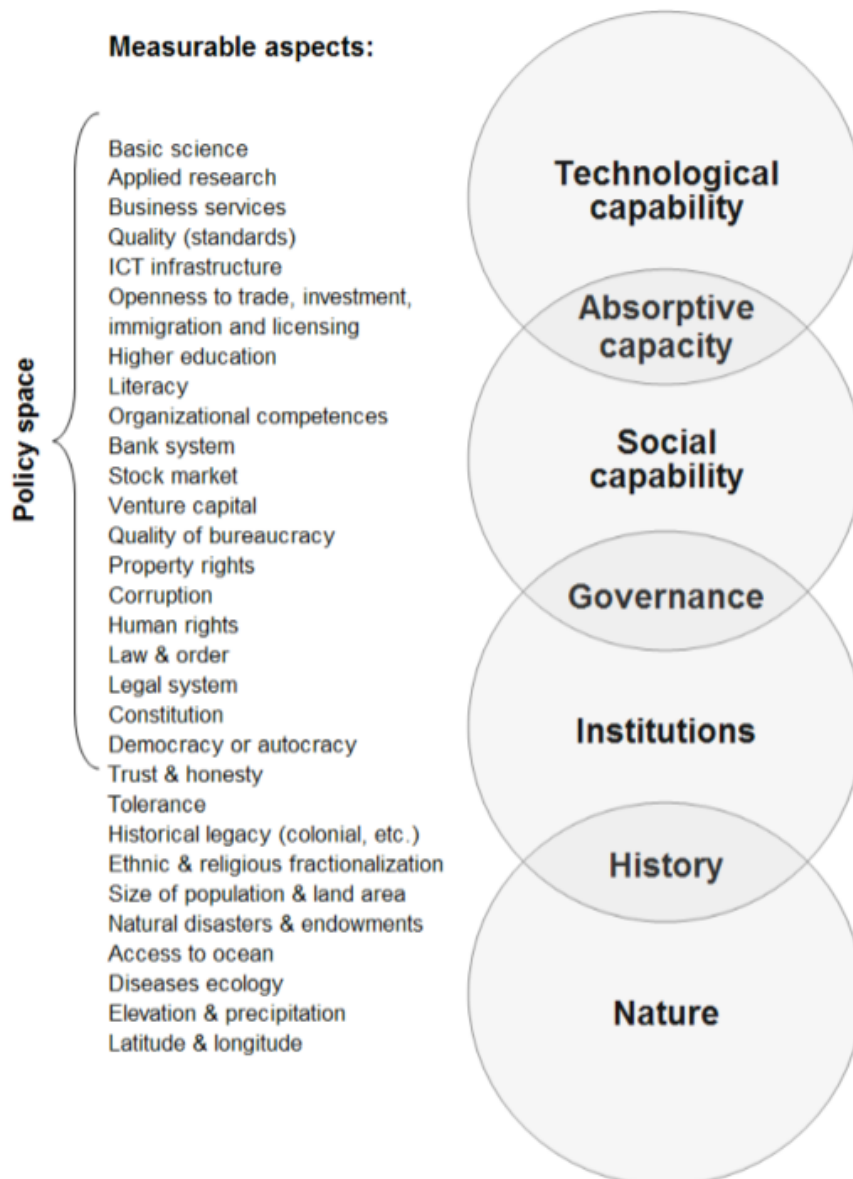 Measurable aspects:
Policy space
Basic science
Applied research
Business services
Quality (standards)
ICT infrastructure
Openness to trade, investment,
immigration and licensing
Higher education
Literacy
Organizational competences
Bank system
Stock market
Venture capital
Quality of bureaucracy
Property rights
Corruption
Human rights
Law & order
Legal system
Constitution
Democracy or autocracy
Trust & honesty
Tolerance
Historical legacy (colonial, etc.)
Ethnic & religious fractionalization
Size of population & land area
Natural disasters & endowments
Access to ocean
Diseases ecology
Elevation & precipitation
Latitude & longitude
Technological
capability
Absorptive
capacity
Social
capability
Governance
Institutions
History
Nature